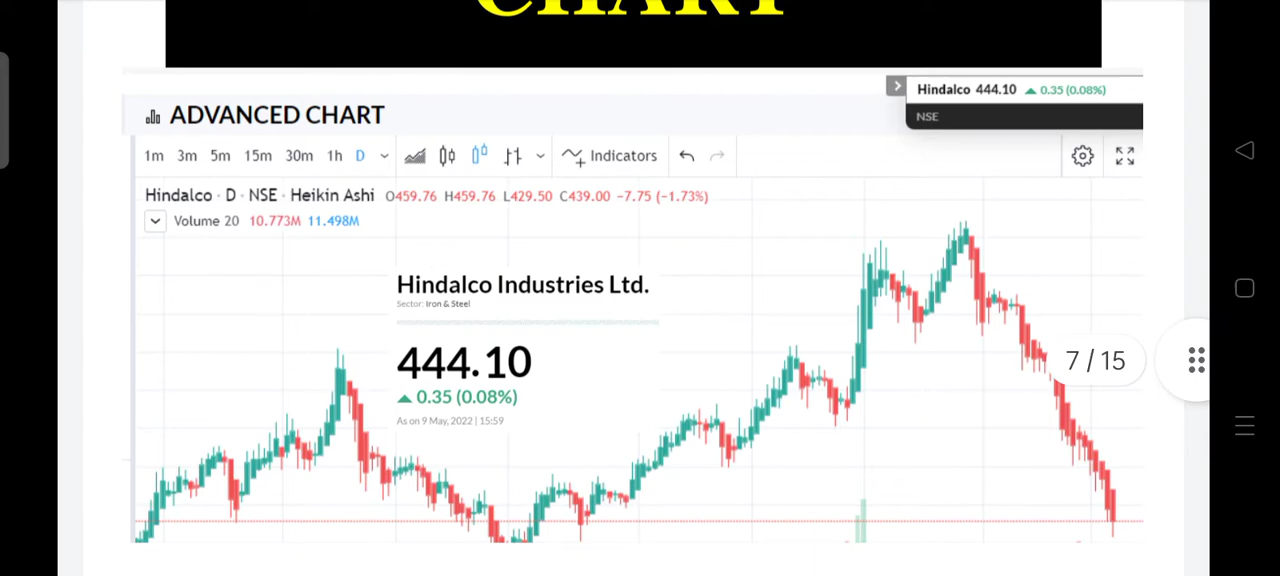 CHART
Hindalco 444.10 ▲ 0.35 (0.08%)
NSE
ADVANCED CHART
1m 3m 5m 15m 30m 1h D Indicators
Hindalco · D · NSE · Heikin Ashi O459.76 H459.76 L429.50 C439.00 -7.75 (-1.73%)
Volume 20 10.773M 11.498M
Hindalco Industries Ltd.
Sector: Iron & Steel
444.10
▲ 0.35 (0.08%)
As on 9 May, 2022 | 15:59
7 / 15